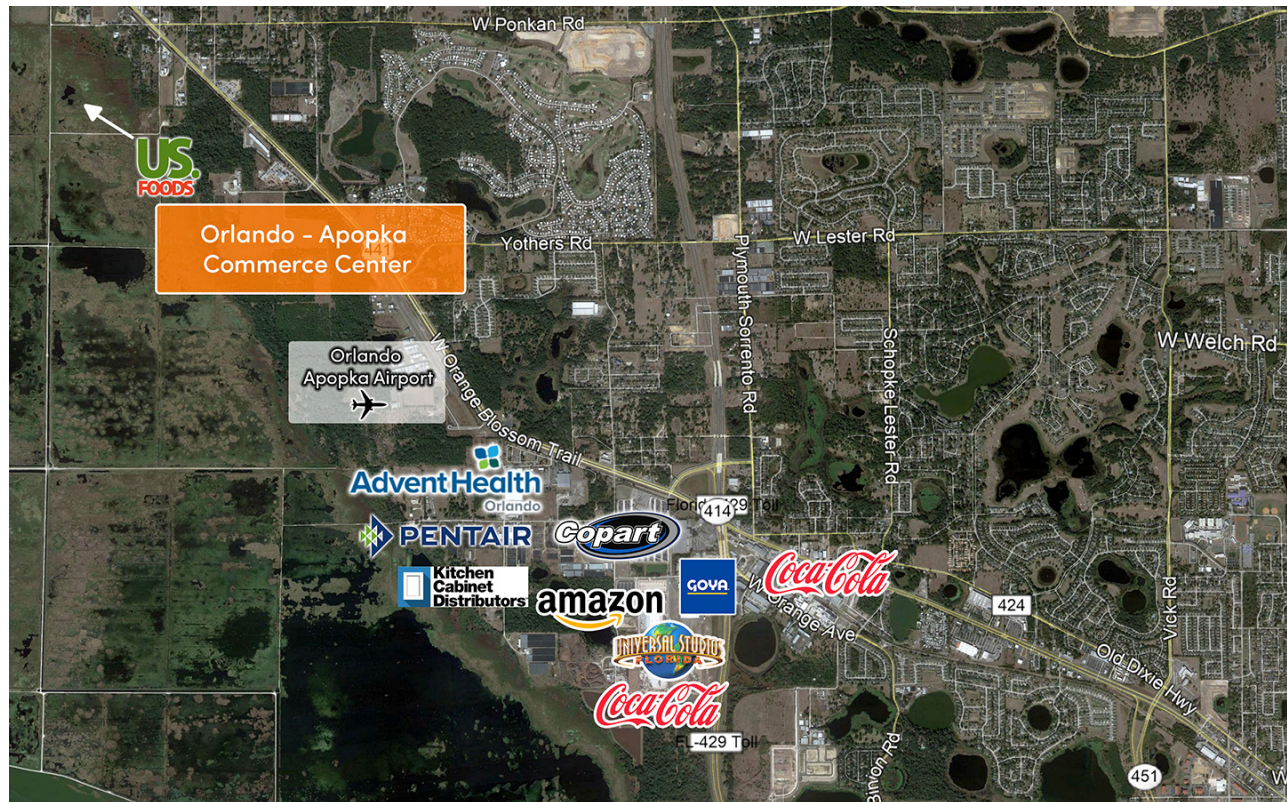 W Ponkan Rd
US.
FOODS
Orlando - Apopka
Commerce Center
441
Yothers Rd
W Lester Rd
Plymouth Sorrento Rd
Schopke Lester Rd
W Welch Rd
Orlando
Apopka Airport
W Orange Blossom Trail
AdventHealth
Orlando
Florida 429 Toll
414
PENTAIR
Copart
Kitchen
Cabinet
Distributors
amazon
GOYA
Coca-Cola
W Orange Ave
424
Vick Rd
UNIVERSAL STUDIOS
FLORIDA
Old Dixie Hwy
Coca-Cola
FL-429 Toll
Binion Rd
451
W